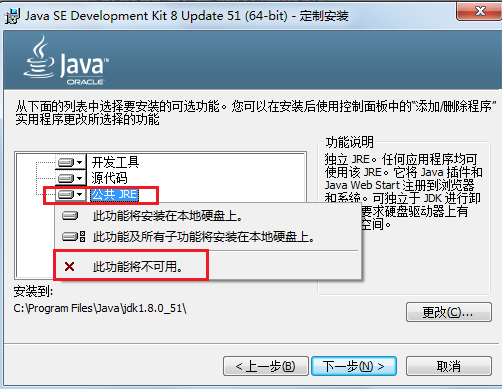 Java SE Development Kit 8 Update 51 (64-bit) - 定制安装
Java
ORACLE
从下面的列表中选择要安装的可选功能。您可以在安装后使用控制面板中的“添加/删除程序”
实用程序更改所选择的功能
开发工具
源代码
公共 JRE
此功能将安装在本地硬盘上。
此功能及所有子功能将安装在本地硬盘上。
此功能将不可用。
功能说明
独立 JRE。任何应用程序均可
使用该 JRE。它将 Java 插件和
Java Web Start 注册到浏览器
和系统。可独立于 JDK 进行卸
要求硬盘驱动器上有
空间。
安装到:
C:\Program Files\Java\jdk1.8.0_51\
更改(C)...
< 上一步(B)
下一步(N) >
取消